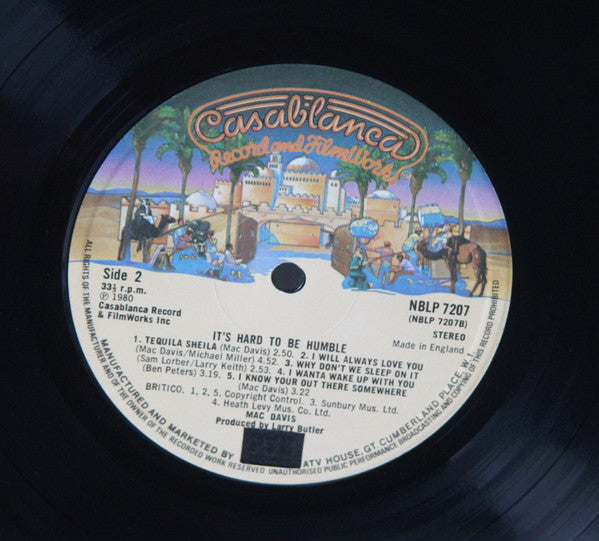 Casablanca
Record and FilmWorks
Side 2
33⅓ r.p.m.
℗ 1980
Casablanca Record
& FilmWorks Inc
NBLP 7207
(NBLP 7207B)
STEREO
Made in England
IT'S HARD TO BE HUMBLE
1. TEQUILA SHEILA (Mac Davis) 2.50. 2. I WILL ALWAYS LOVE YOU
(Mac Davis/Michael Miller) 4.52. 3. WHY DON'T WE SLEEP ON IT
(Sam Lorber/Larry Keith) 2.53. 4. I WANTA WAKE UP WITH YOU
(Ben Peters) 3.19. 5. I KNOW YOUR OUT THERE SOMEWHERE
(Mac Davis) 3.22
BRITICO. 1, 2, 5. Copyright Control. 3. Sunbury Mus. Ltd.
4. Heath Levy Mus. Co. Ltd.
MAC DAVIS
Produced by Larry Butler
MANUFACTURED AND MARKETED BY
ATV HOUSE, GT. CUMBERLAND PLACE, W.1.
ALL RIGHTS OF THE MANUFACTURER AND OF THE OWNER OF THE RECORDED WORK RESERVED UNAUTHORISED PUBLIC PERFORMANCE BROADCASTING AND COPYING OF THIS RECORD PROHIBITED